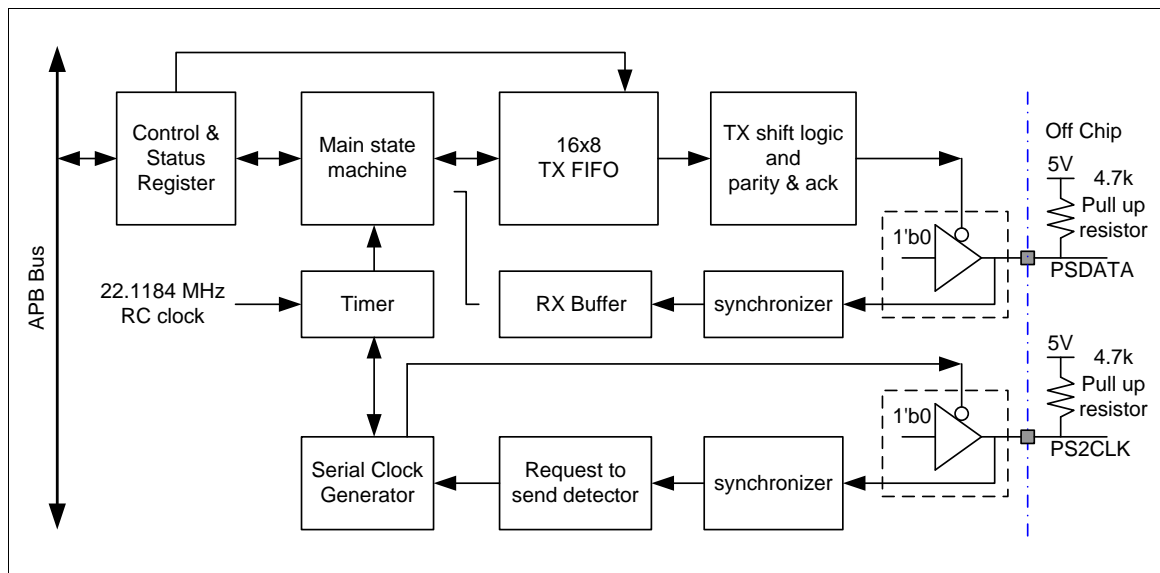 APB Bus
Control &
Status
Register
Main state
machine
16x8
TX FIFO
TX shift logic
and
parity & ack
Off Chip
5V
4.7k
Pull up
resistor
1'b0
PSDATA
22.1184 MHz
RC clock
Timer
RX Buffer
synchronizer
5V
4.7k
Pull up
resistor
1'b0
PS2CLK
Serial Clock
Generator
Request to
send detector
synchronizer